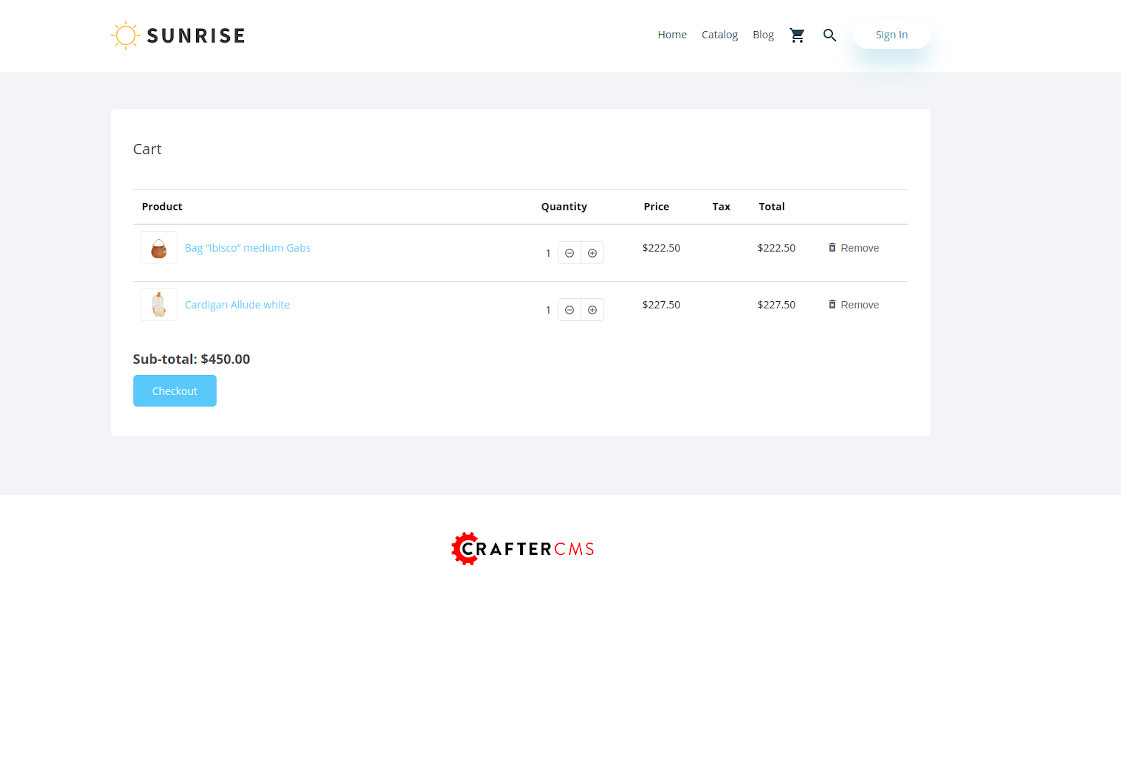 SUNRISE
Home Catalog Blog Sign In
Cart
Product Quantity Price Tax Total
Bag "Ibisco" medium Gabs 1 $222.50 $222.50 Remove
Cardigan Allude white 1 $227.50 $227.50 Remove
Sub-total: $450.00
Checkout
CRAFTERCMS